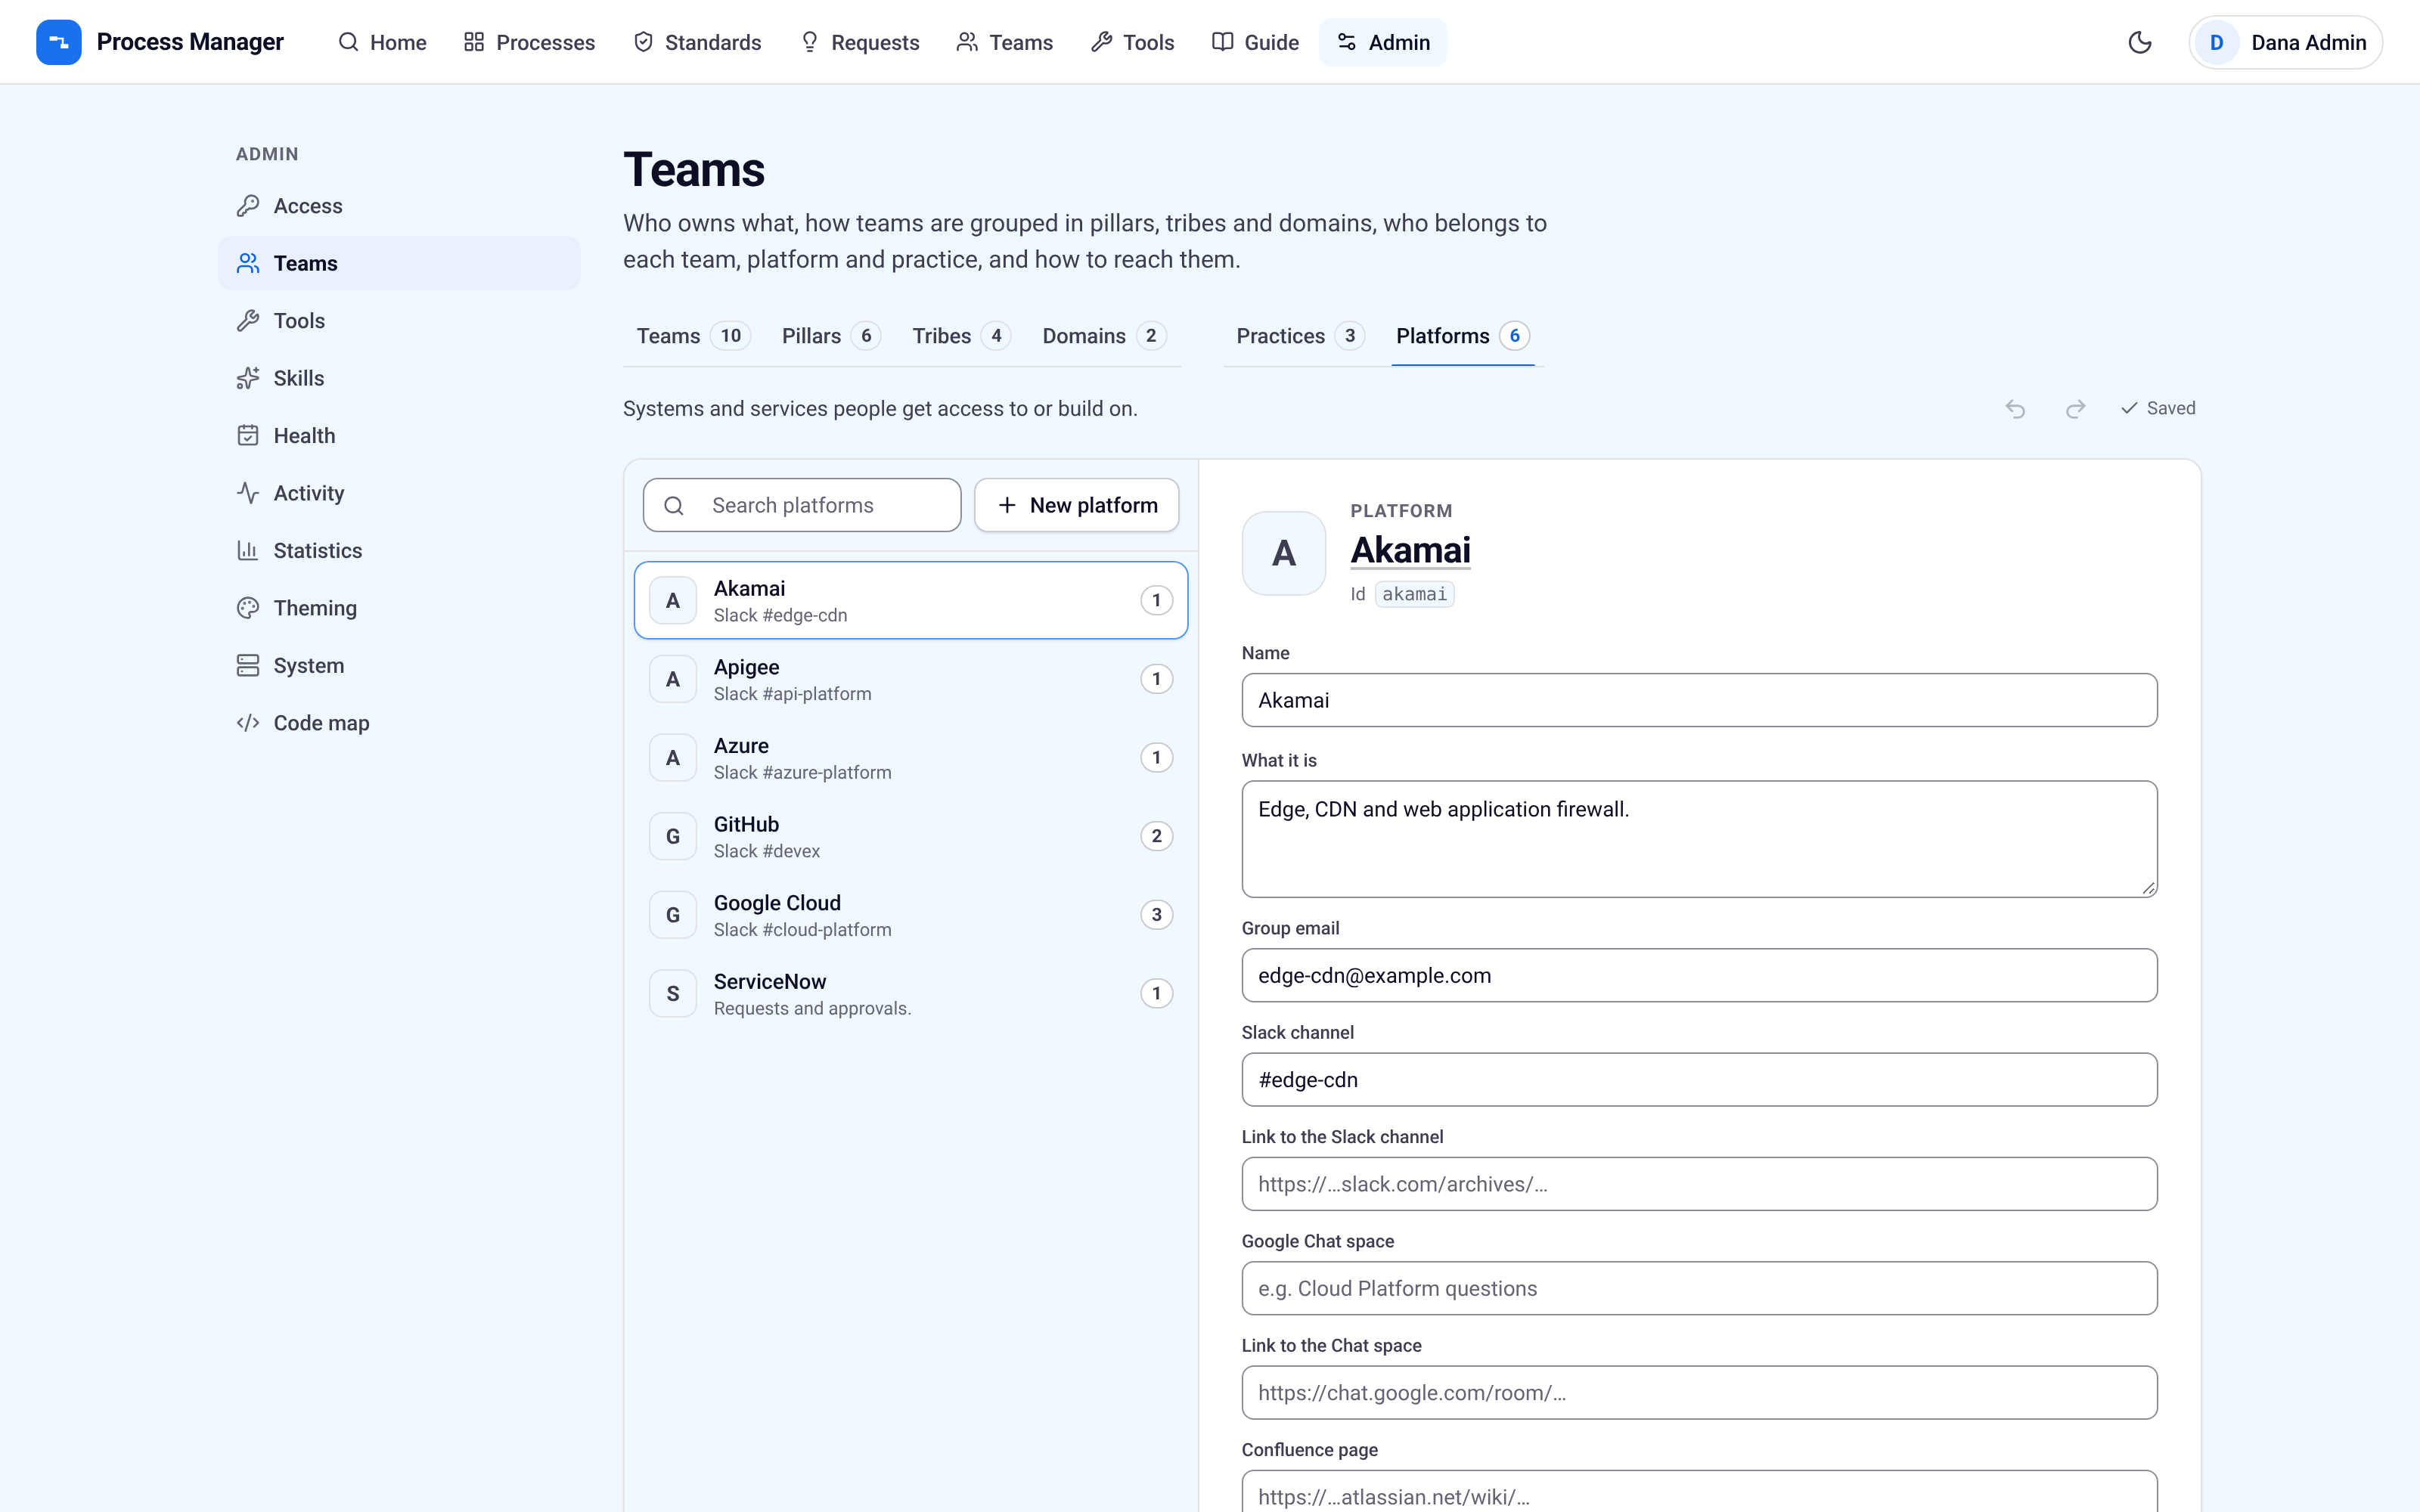 Process Manager
Home
Processes
Standards
Requests
Teams
Tools
Guide
Admin
D
Dana Admin
ADMIN
Access
Teams
Tools
Skills
Health
Activity
Statistics
Theming
System
Code map
Teams
Who owns what, how teams are grouped in pillars, tribes and domains, who belongs to
each team, platform and practice, and how to reach them.
Teams 10
Pillars 6
Tribes 4
Domains 2
Practices 3
Platforms 6
Systems and services people get access to or build on.
Saved
Search platforms
New platform
A
Akamai
Slack #edge-cdn
1
A
Apigee
Slack #api-platform
1
A
Azure
Slack #azure-platform
1
G
GitHub
Slack #devex
2
G
Google Cloud
Slack #cloud-platform
3
S
ServiceNow
Requests and approvals.
1
A
PLATFORM
Akamai
Id akamai
Name
Akamai
What it is
Edge, CDN and web application firewall.
Group email
edge-cdn@example.com
Slack channel
#edge-cdn
Link to the Slack channel
https://…slack.com/archives/…
Google Chat space
e.g. Cloud Platform questions
Link to the Chat space
https://chat.google.com/room/…
Confluence page
https://…atlassian.net/wiki/…